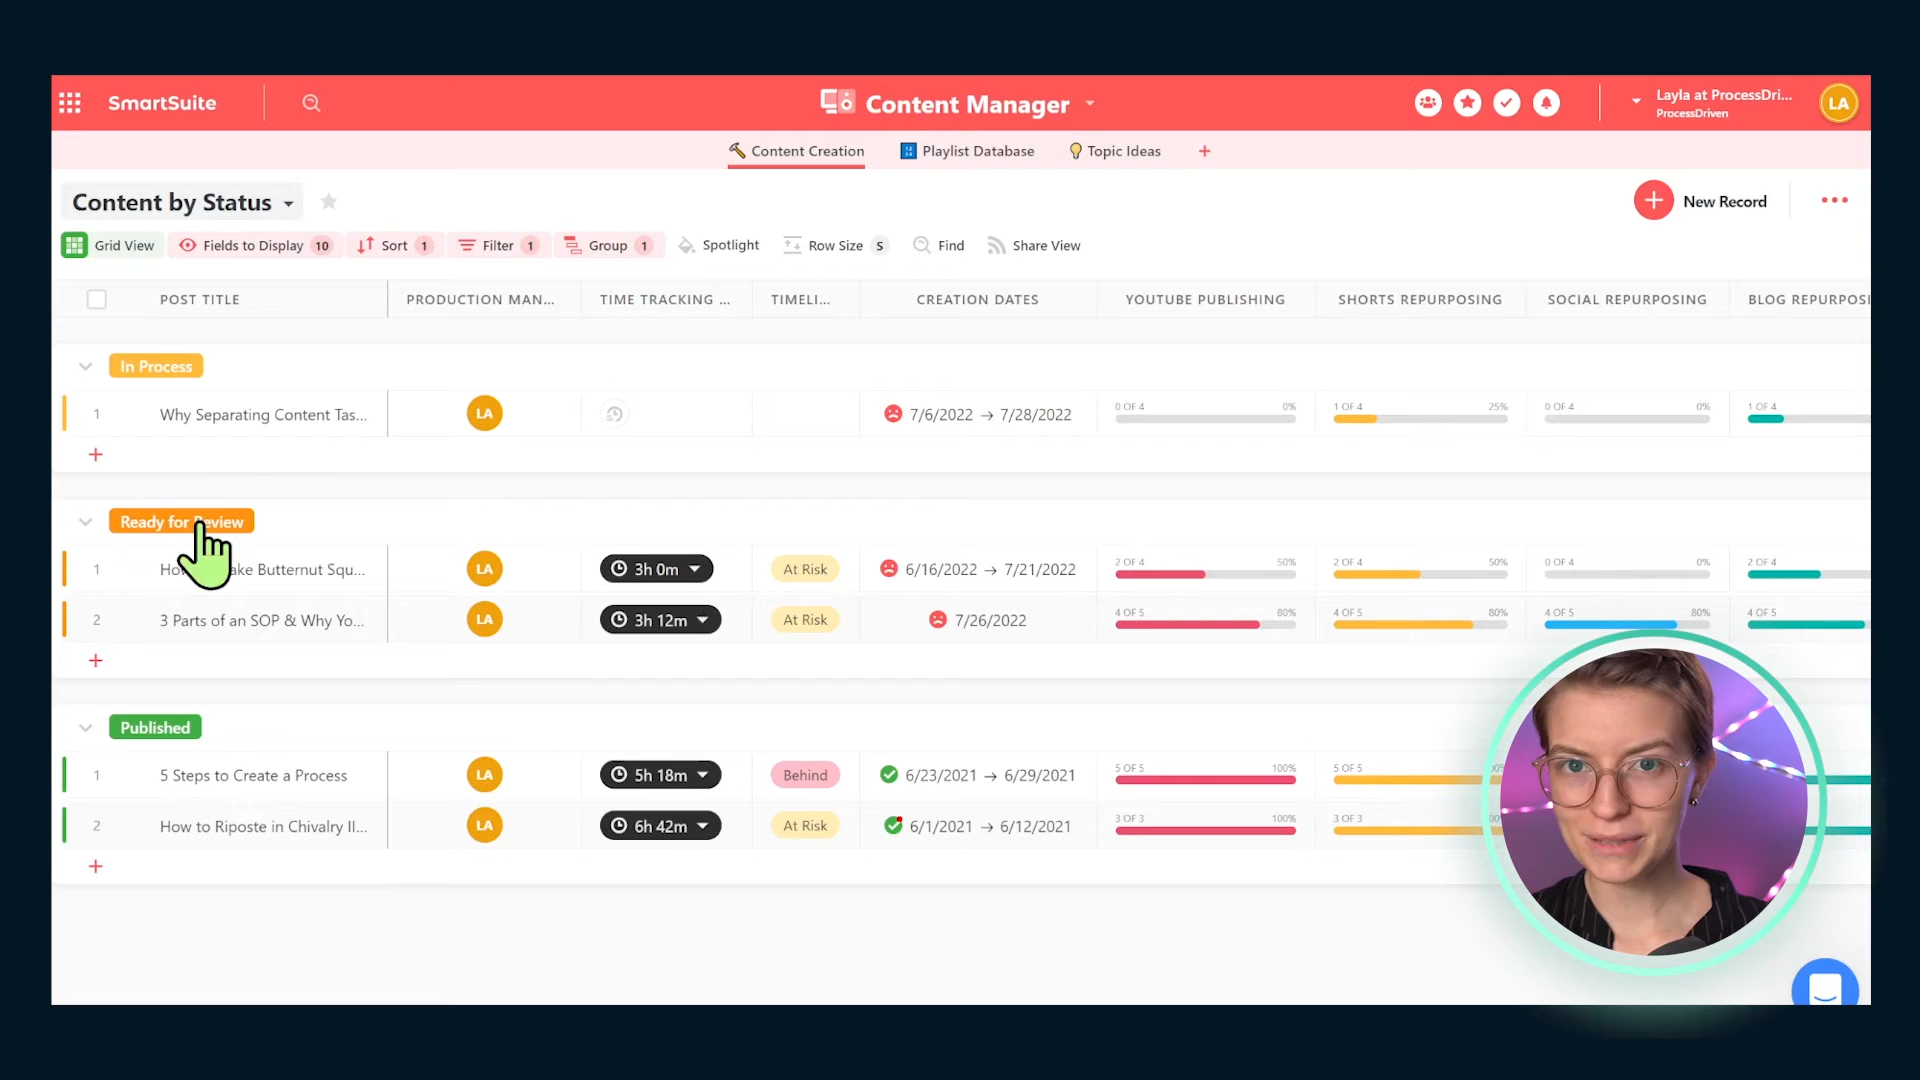 SmartSuite
Content Manager
Layla at ProcessDri...
ProcessDriven
LA
Content Creation
Playlist Database
Topic Ideas
+
Content by Status
New Record
Grid View
Fields to Display 10
Sort 1
Filter 1
Group 1
Spotlight
Row Size S
Find
Share View
POST TITLE
PRODUCTION MAN...
TIME TRACKING ...
TIMELI...
CREATION DATES
YOUTUBE PUBLISHING
SHORTS REPURPOSING
SOCIAL REPURPOSING
BLOG REPURPOSI
In Process
1 Why Separating Content Tas... LA 7/6/2022 → 7/28/2022 0 OF 4 0% 1 OF 4 25% 0 OF 4 0% 1 OF 4
+
Ready for Review
1 How ake Butternut Squ... LA 3h 0m At Risk 6/16/2022 → 7/21/2022 2 OF 4 50% 2 OF 4 50% 0 OF 4 0% 2 OF 4
2 3 Parts of an SOP & Why Yo... LA 3h 12m At Risk 7/26/2022 4 OF 5 80% 4 OF 5 80% 4 OF 5 80% 4 OF 5
+
Published
1 5 Steps to Create a Process LA 5h 18m Behind 6/23/2021 → 6/29/2021 5 OF 5 100% 5 OF 5
2 How to Riposte in Chivalry II... LA 6h 42m At Risk 6/1/2021 → 6/12/2021 3 OF 3 100% 3 OF 3
+